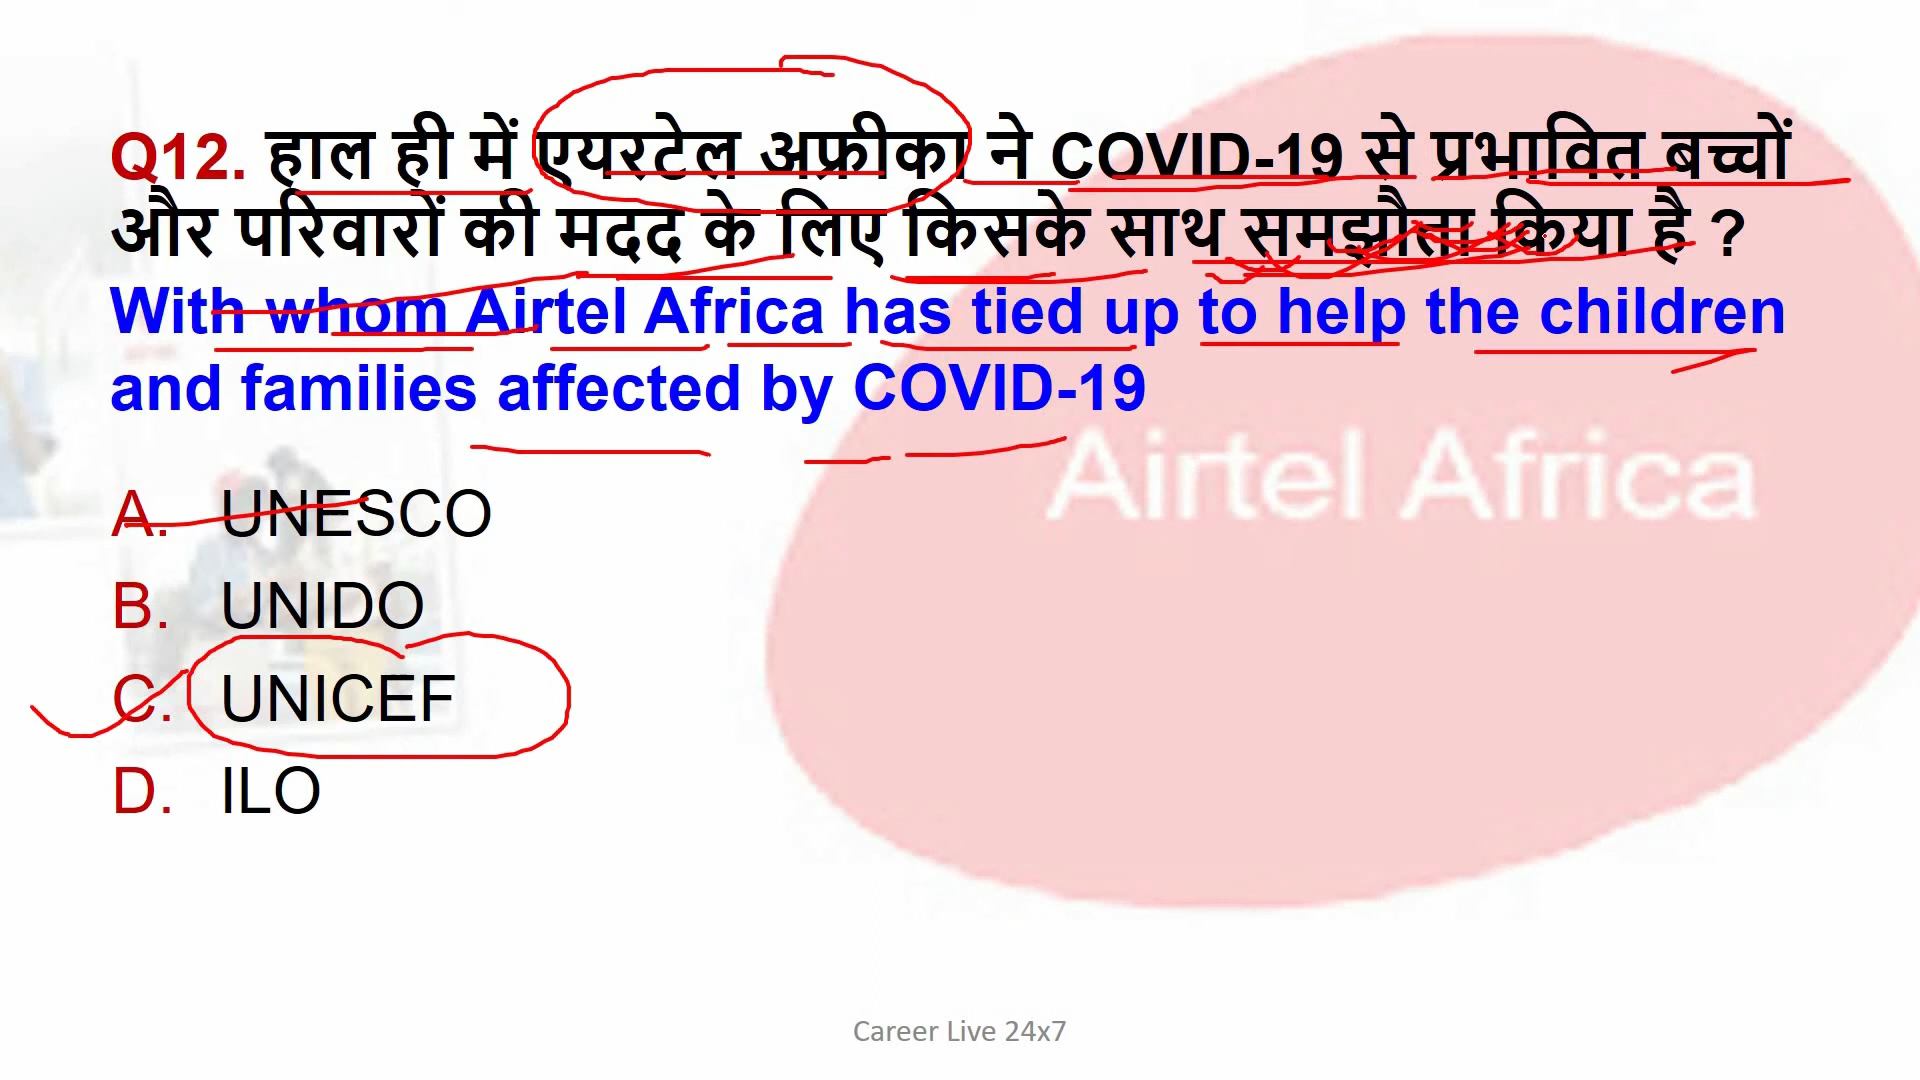 Q12. हाल ही में एयरटेल अफ्रीका ने COVID-19 से प्रभावित बच्चों
और परिवारों की मदद के लिए किसके साथ समझौता किया है ?
With whom Airtel Africa has tied up to help the children
and families affected by COVID-19
Airtel Africa
A. UNESCO
B. UNIDO
C. UNICEF
D. ILO
Career Live 24x7